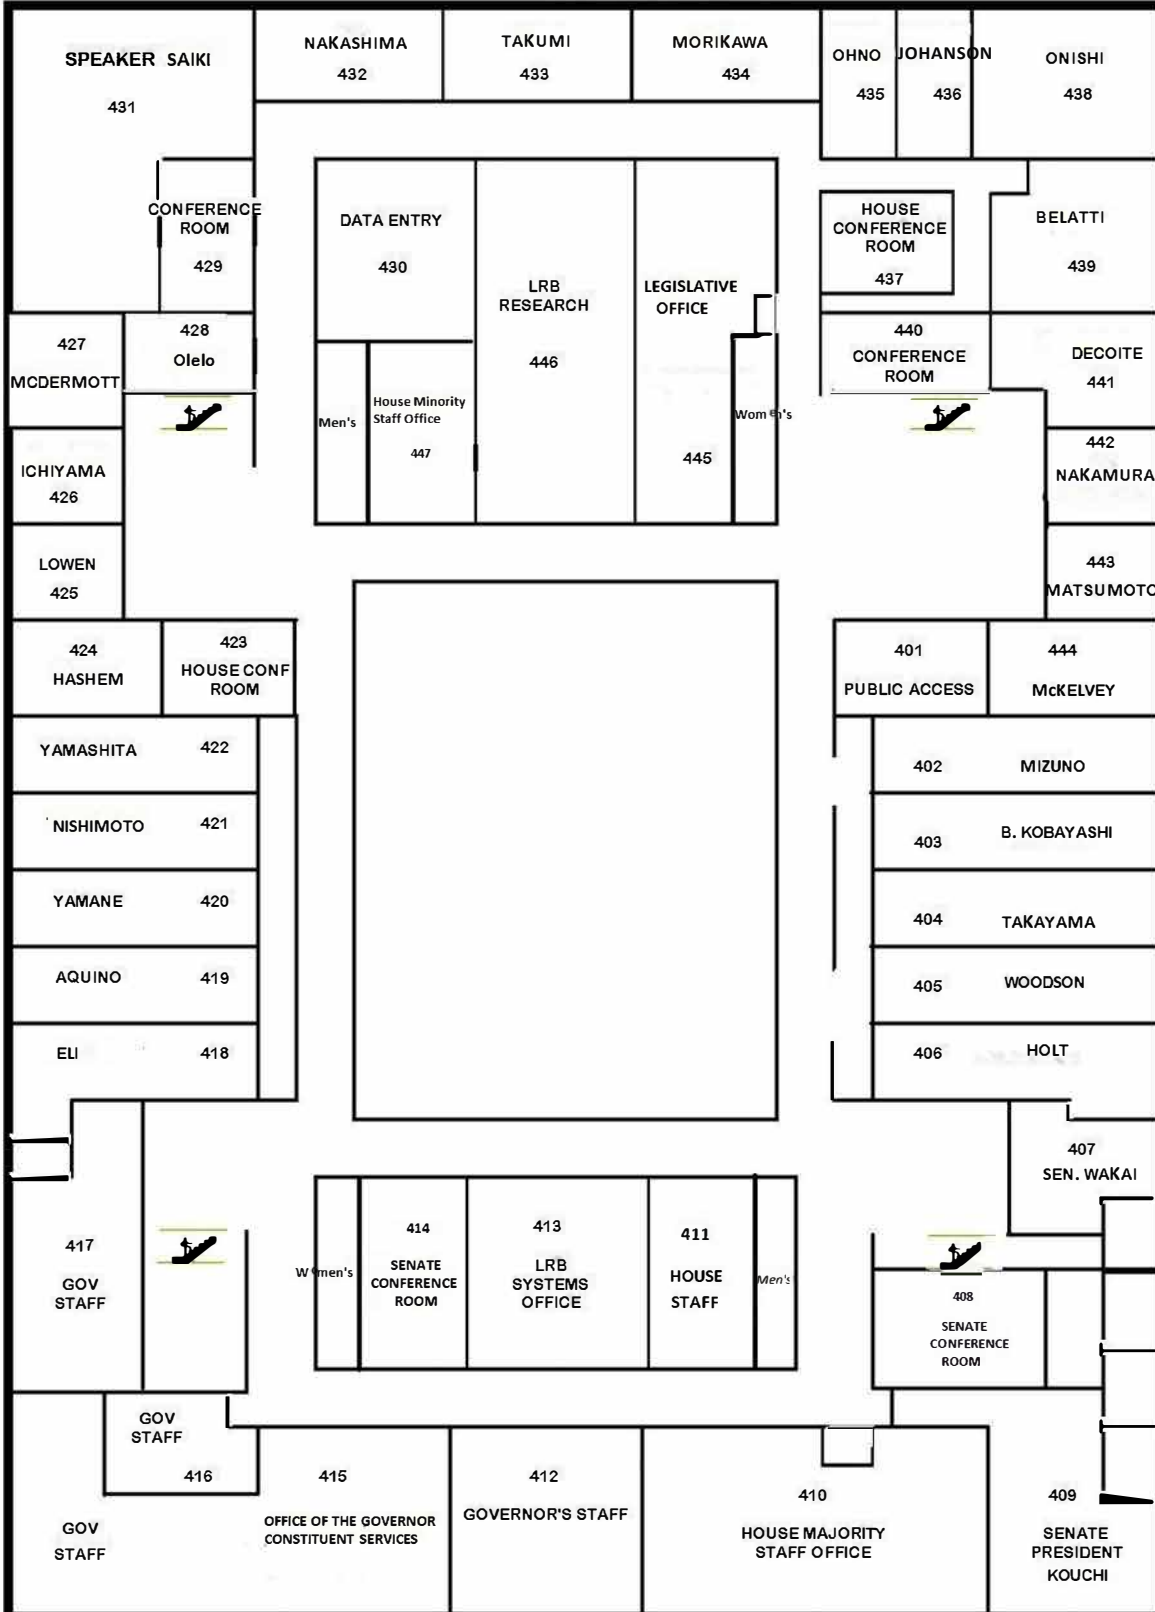 SPEAKER SAIKI
431
NAKASHIMA
432
TAKUMI
433
MORIKAWA
434
OHNO
435
JOHANSON
436
ONISHI
438
CONFERENCE
ROOM
429
DATA ENTRY
430
LRB
RESEARCH
446
LEGISLATIVE
OFFICE
445
HOUSE
CONFERENCE
ROOM
437
BELATTI
439
427
MCDERMOTT
428
Olelo
Men's
House Minority
Staff Office
447
Women's
440
CONFERENCE
ROOM
DECOITE
441
ICHIYAMA
426
442
NAKAMURA
LOWEN
425
443
MATSUMOTO
424
HASHEM
423
HOUSE CONF
ROOM
401
PUBLIC ACCESS
444
McKELVEY
YAMASHITA 422
402 MIZUNO
NISHIMOTO 421
403 B. KOBAYASHI
YAMANE 420
404 TAKAYAMA
AQUINO 419
405 WOODSON
ELI 418
406 HOLT
407
SEN. WAKAI
417
GOV
STAFF
Women's
414
SENATE
CONFERENCE
ROOM
413
LRB
SYSTEMS
OFFICE
411
HOUSE
STAFF
Men's
408
SENATE
CONFERENCE
ROOM
GOV
STAFF
416
GOV
STAFF
415
OFFICE OF THE GOVERNOR
CONSTITUENT SERVICES
412
GOVERNOR'S STAFF
410
HOUSE MAJORITY
STAFF OFFICE
409
SENATE
PRESIDENT
KOUCHI